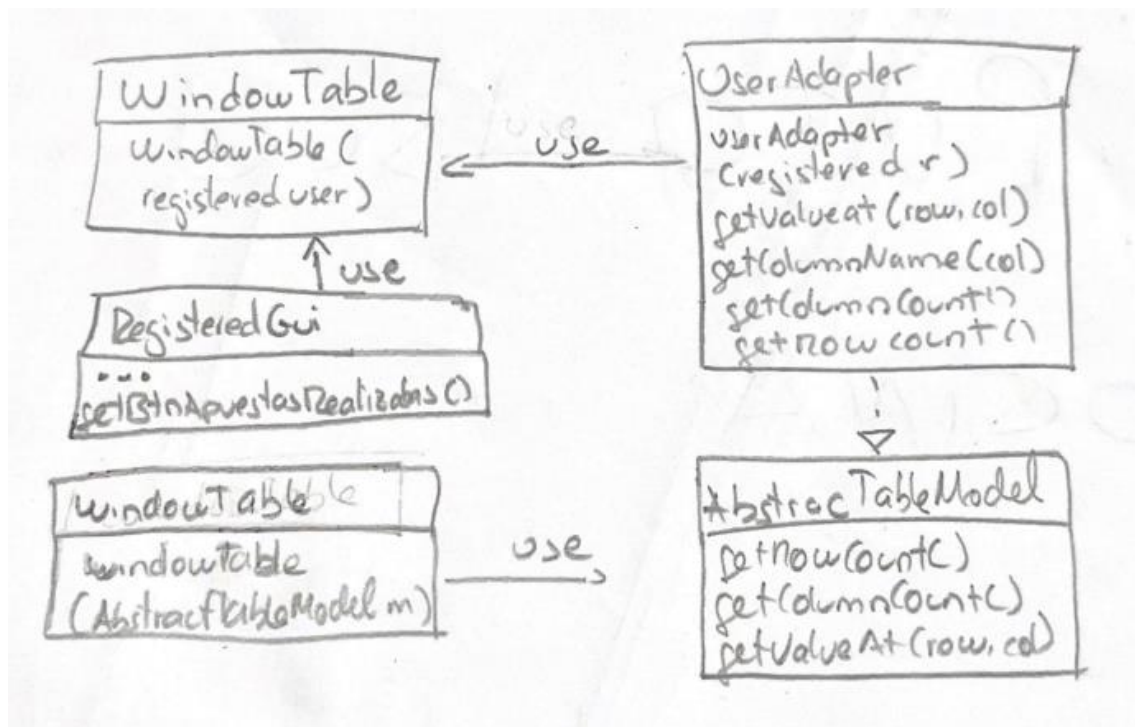 WindowTable
WindowTable (
registered user)
use
UserAdapter
userAdapter
(registered r)
getValueat (row, col)
getColumnName (col)
getColumnCount()
getrowcount ()
use
RegisteredGui
...
getBtnApuestasRealizadas ()
windowTable
windowTable
(AbstractTableModel m)
use
AbstracTableModel
getrowCount()
getColumnCount()
getValueAt (row, col)